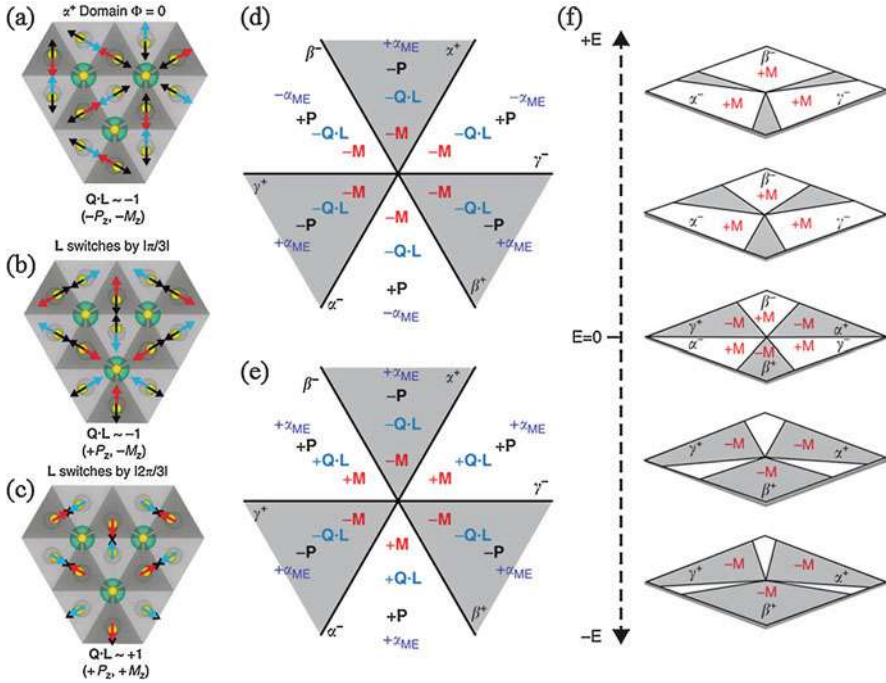 (a)
α⁺ Domain Φ = 0
Q·L ~ −1
(−P_z, −M_z)
(b)
L switches by |π/3|
Q·L ~ −1
(+P_z, −M_z)
(c)
L switches by |2π/3|
Q·L ~ +1
(+P_z, +M_z)
(d)
β⁻
+α_ME
α⁺
−P
−α_ME
−Q·L
−α_ME
+P
+P
−Q·L
−M
−Q·L
−M
−M
γ⁺
γ⁻
−M
−M
−Q·L
−M
−Q·L
−P
−Q·L
−P
+α_ME
+α_ME
+P
α⁻
−α_ME
β⁺
(e)
β⁻
+α_ME
α⁺
−P
+α_ME
−Q·L
+α_ME
+P
+P
+Q·L
−M
+Q·L
+M
+M
γ⁺
γ⁻
−M
−M
−Q·L
+M
−Q·L
−P
+Q·L
−P
+α_ME
+α_ME
+P
α⁻
+α_ME
β⁺
(f)
+E
E=0
−E
β⁻
+M
α⁻
+M
+M
γ⁻
β⁻
+M
α⁻
+M
+M
γ⁻
β⁻
γ⁺
−M
+M
−M
α⁺
α⁻
+M
−M
+M
γ⁻
β⁺
γ⁺
−M
−M
α⁺
−M
β⁺
γ⁺
−M
−M
α⁺
−M
β⁺